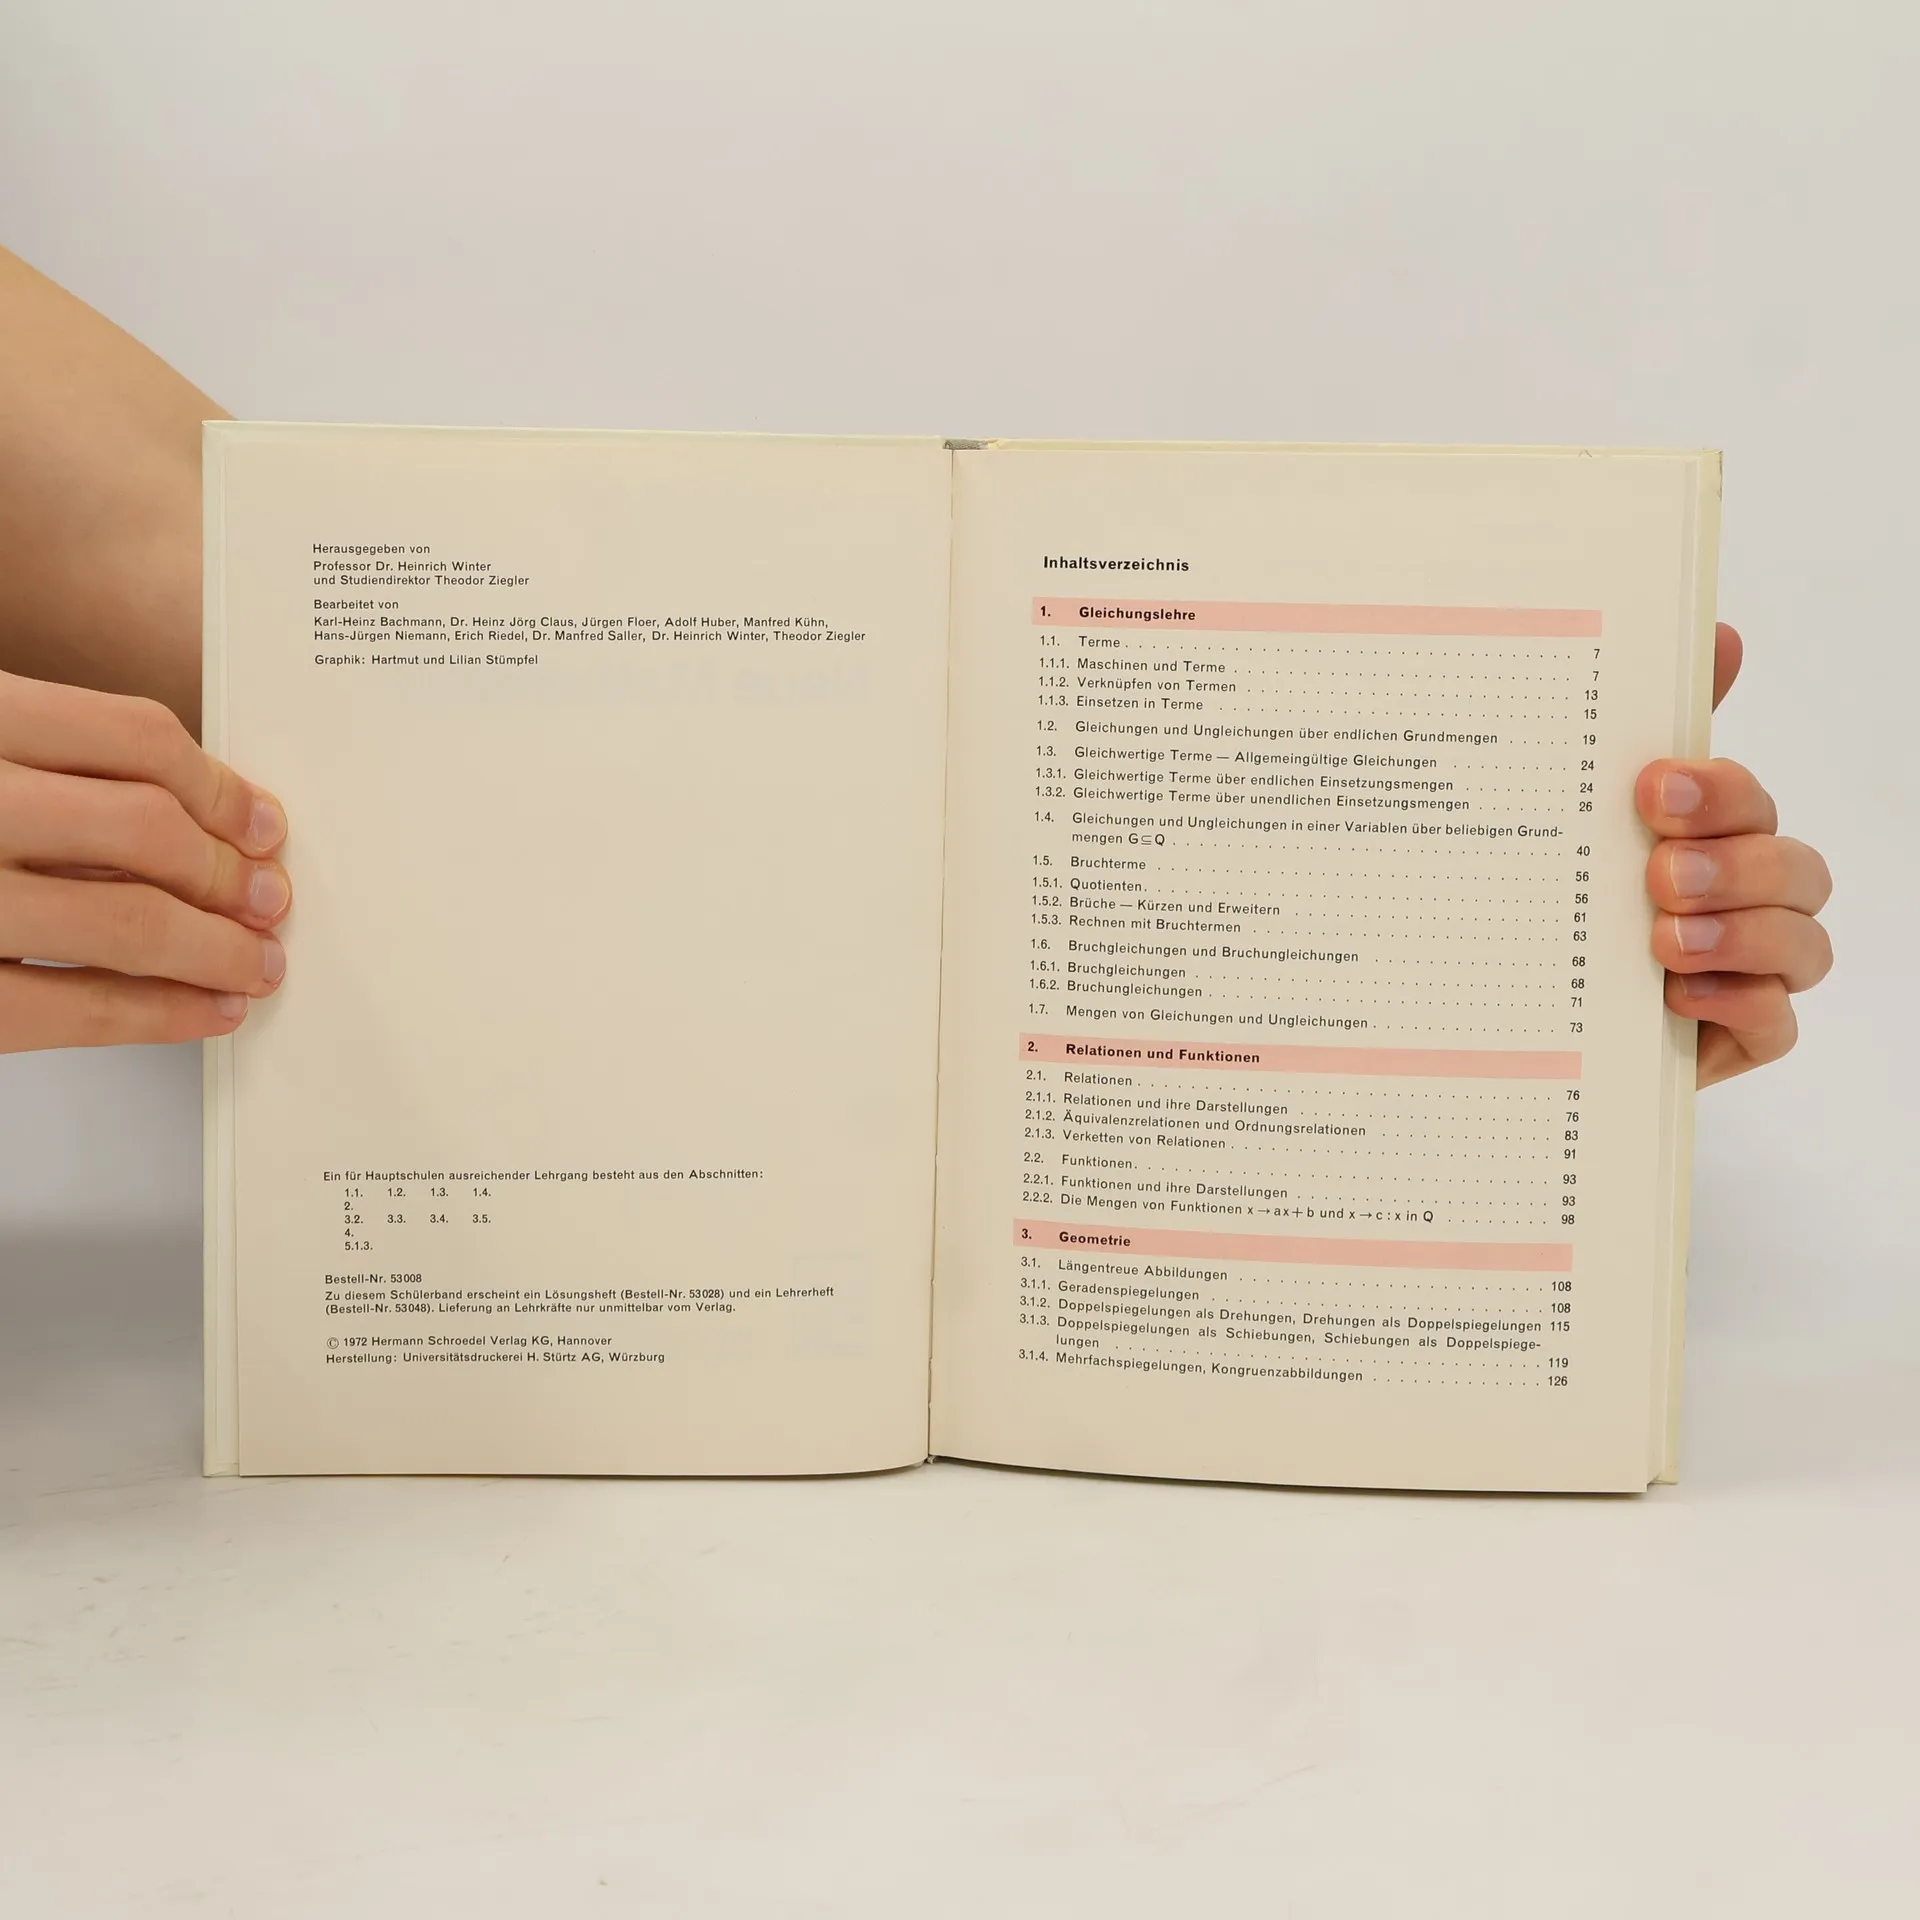 Herausgegeben von
Professor Dr. Heinrich Winter
und Studiendirektor Theodor Ziegler
Bearbeitet von
Karl-Heinz Bachmann, Dr. Heinz Jörg Claus, Jürgen Floer, Adolf Huber, Manfred Kühn,
Hans-Jürgen Niemann, Erich Riedel, Dr. Manfred Saller, Dr. Heinrich Winter, Theodor Ziegler
Graphik: Hartmut und Lilian Stümpfel
Ein für Hauptschulen ausreichender Lehrgang besteht aus den Abschnitten:
1.1. 1.2. 1.3. 1.4.
2.
3.2. 3.3. 3.4. 3.5.
4.
5.1.3.
Bestell-Nr. 53008
Zu diesem Schülerband erscheint ein Lösungsheft (Bestell-Nr. 53028) und ein Lehrerheft
(Bestell-Nr. 53048). Lieferung an Lehrkräfte nur unmittelbar vom Verlag.
© 1972 Hermann Schroedel Verlag KG, Hannover
Herstellung: Universitätsdruckerei H. Stürtz AG, Würzburg
Inhaltsverzeichnis
1. Gleichungslehre
1.1. Terme . . . . . . . . . . 7
1.1.1. Maschinen und Terme . . . . . . . . . . 7
1.1.2. Verknüpfen von Termen . . . . . . . . . . 13
1.1.3. Einsetzen in Terme . . . . . . . . . . 15
1.2. Gleichungen und Ungleichungen über endlichen Grundmengen . . . . . 19
1.3. Gleichwertige Terme — Allgemeingültige Gleichungen . . . . . . . . . 24
1.3.1. Gleichwertige Terme über endlichen Einsetzungsmengen . . . . . . . . 24
1.3.2. Gleichwertige Terme über unendlichen Einsetzungsmengen . . . . . . . 26
1.4. Gleichungen und Ungleichungen in einer Variablen über beliebigen Grund-
mengen G⊆Q . . . . . . . . . . 40
1.5. Bruchterme . . . . . . . . . . 56
1.5.1. Quotienten . . . . . . . . . . 56
1.5.2. Brüche — Kürzen und Erweitern . . . . . . . . . . 61
1.5.3. Rechnen mit Bruchtermen . . . . . . . . . . 63
1.6. Bruchgleichungen und Bruchungleichungen . . . . . . . . . . 68
1.6.1. Bruchgleichungen . . . . . . . . . . 68
1.6.2. Bruchungleichungen . . . . . . . . . . 71
1.7. Mengen von Gleichungen und Ungleichungen . . . . . . . . . . 73
2. Relationen und Funktionen
2.1. Relationen . . . . . . . . . . 76
2.1.1. Relationen und ihre Darstellungen . . . . . . . . . . 76
2.1.2. Äquivalenzrelationen und Ordnungsrelationen . . . . . . . . . . 83
2.1.3. Verketten von Relationen . . . . . . . . . . 91
2.2. Funktionen . . . . . . . . . . 93
2.2.1. Funktionen und ihre Darstellungen . . . . . . . . . . 93
2.2.2. Die Mengen von Funktionen x→ax+b und x→c:x in Q . . . . . . . . 98
3. Geometrie
3.1. Längentreue Abbildungen . . . . . . . . . . 108
3.1.1. Geradenspiegelungen . . . . . . . . . . 108
3.1.2. Doppelspiegelungen als Drehungen, Drehungen als Doppelspiegelungen 115
3.1.3. Doppelspiegelungen als Schiebungen, Schiebungen als Doppelspiege-
lungen . . . . . . . . . . 119
3.1.4. Mehrfachspiegelungen, Kongruenzabbildungen . . . . . . . . . . 126